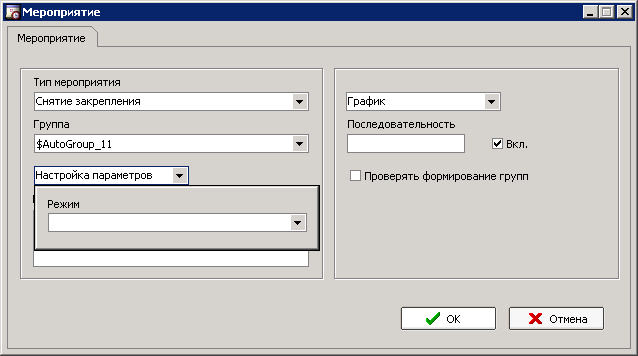 Мероприятие
Мероприятие
Тип мероприятия
Снятие закрепления
Группа
$AutoGroup_11
Настройка параметров
Режим
График
Последовательность
Вкл.
Проверять формирование групп
OK
Отмена